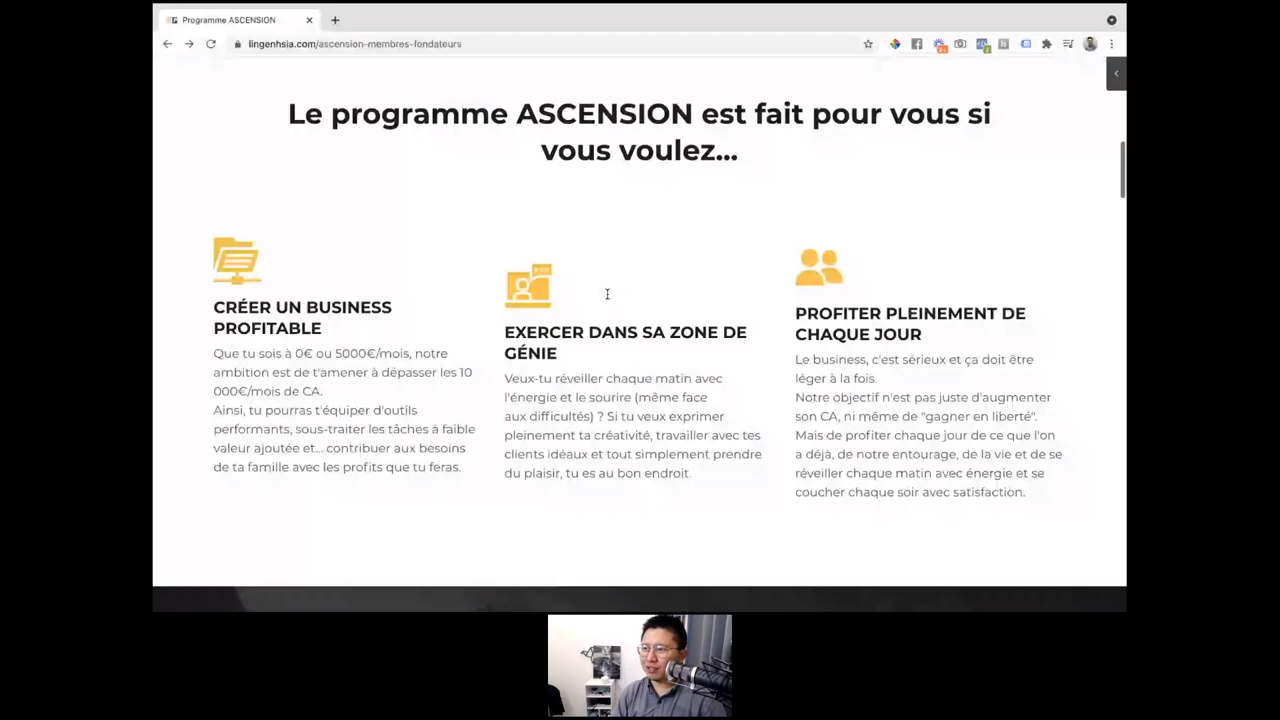 Programme ASCENSION
lingenhsia.com/ascension-membres-fondateurs
Le programme ASCENSION est fait pour vous si
vous voulez...
CRÉER UN BUSINESS
PROFITABLE
Que tu sois à 0€ ou 5000€/mois, notre
ambition est de t'amener à dépasser les 10
000€/mois de CA.
Ainsi, tu pourras t'équiper d'outils
performants, sous-traiter les tâches à faible
valeur ajoutée et... contribuer aux besoins
de ta famille avec les profits que tu feras.
EXERCER DANS SA ZONE DE
GÉNIE
Veux-tu réveiller chaque matin avec
l'énergie et le sourire (même face
aux difficultés) ? Si tu veux exprimer
pleinement ta créativité, travailler avec tes
clients idéaux et tout simplement prendre
du plaisir, tu es au bon endroit.
PROFITER PLEINEMENT DE
CHAQUE JOUR
Le business, c'est sérieux et ça doit être
léger à la fois.
Notre objectif n'est pas juste d'augmenter
son CA, ni même de "gagner en liberté".
Mais de profiter chaque jour de ce que l'on
a déjà, de notre entourage, de la vie et de se
réveiller chaque matin avec énergie et se
coucher chaque soir avec satisfaction.